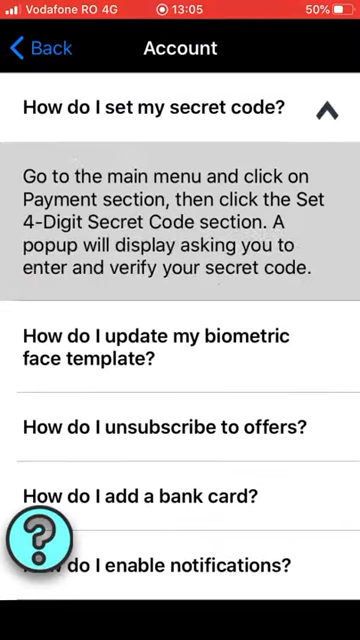 Vodafone RO 4G 13:05 50%
Back Account
How do I set my secret code?
Go to the main menu and click on
Payment section, then click the Set
4-Digit Secret Code section. A
popup will display asking you to
enter and verify your secret code.
How do I update my biometric
face template?
How do I unsubscribe to offers?
How do I add a bank card?
?
do I enable notifications?